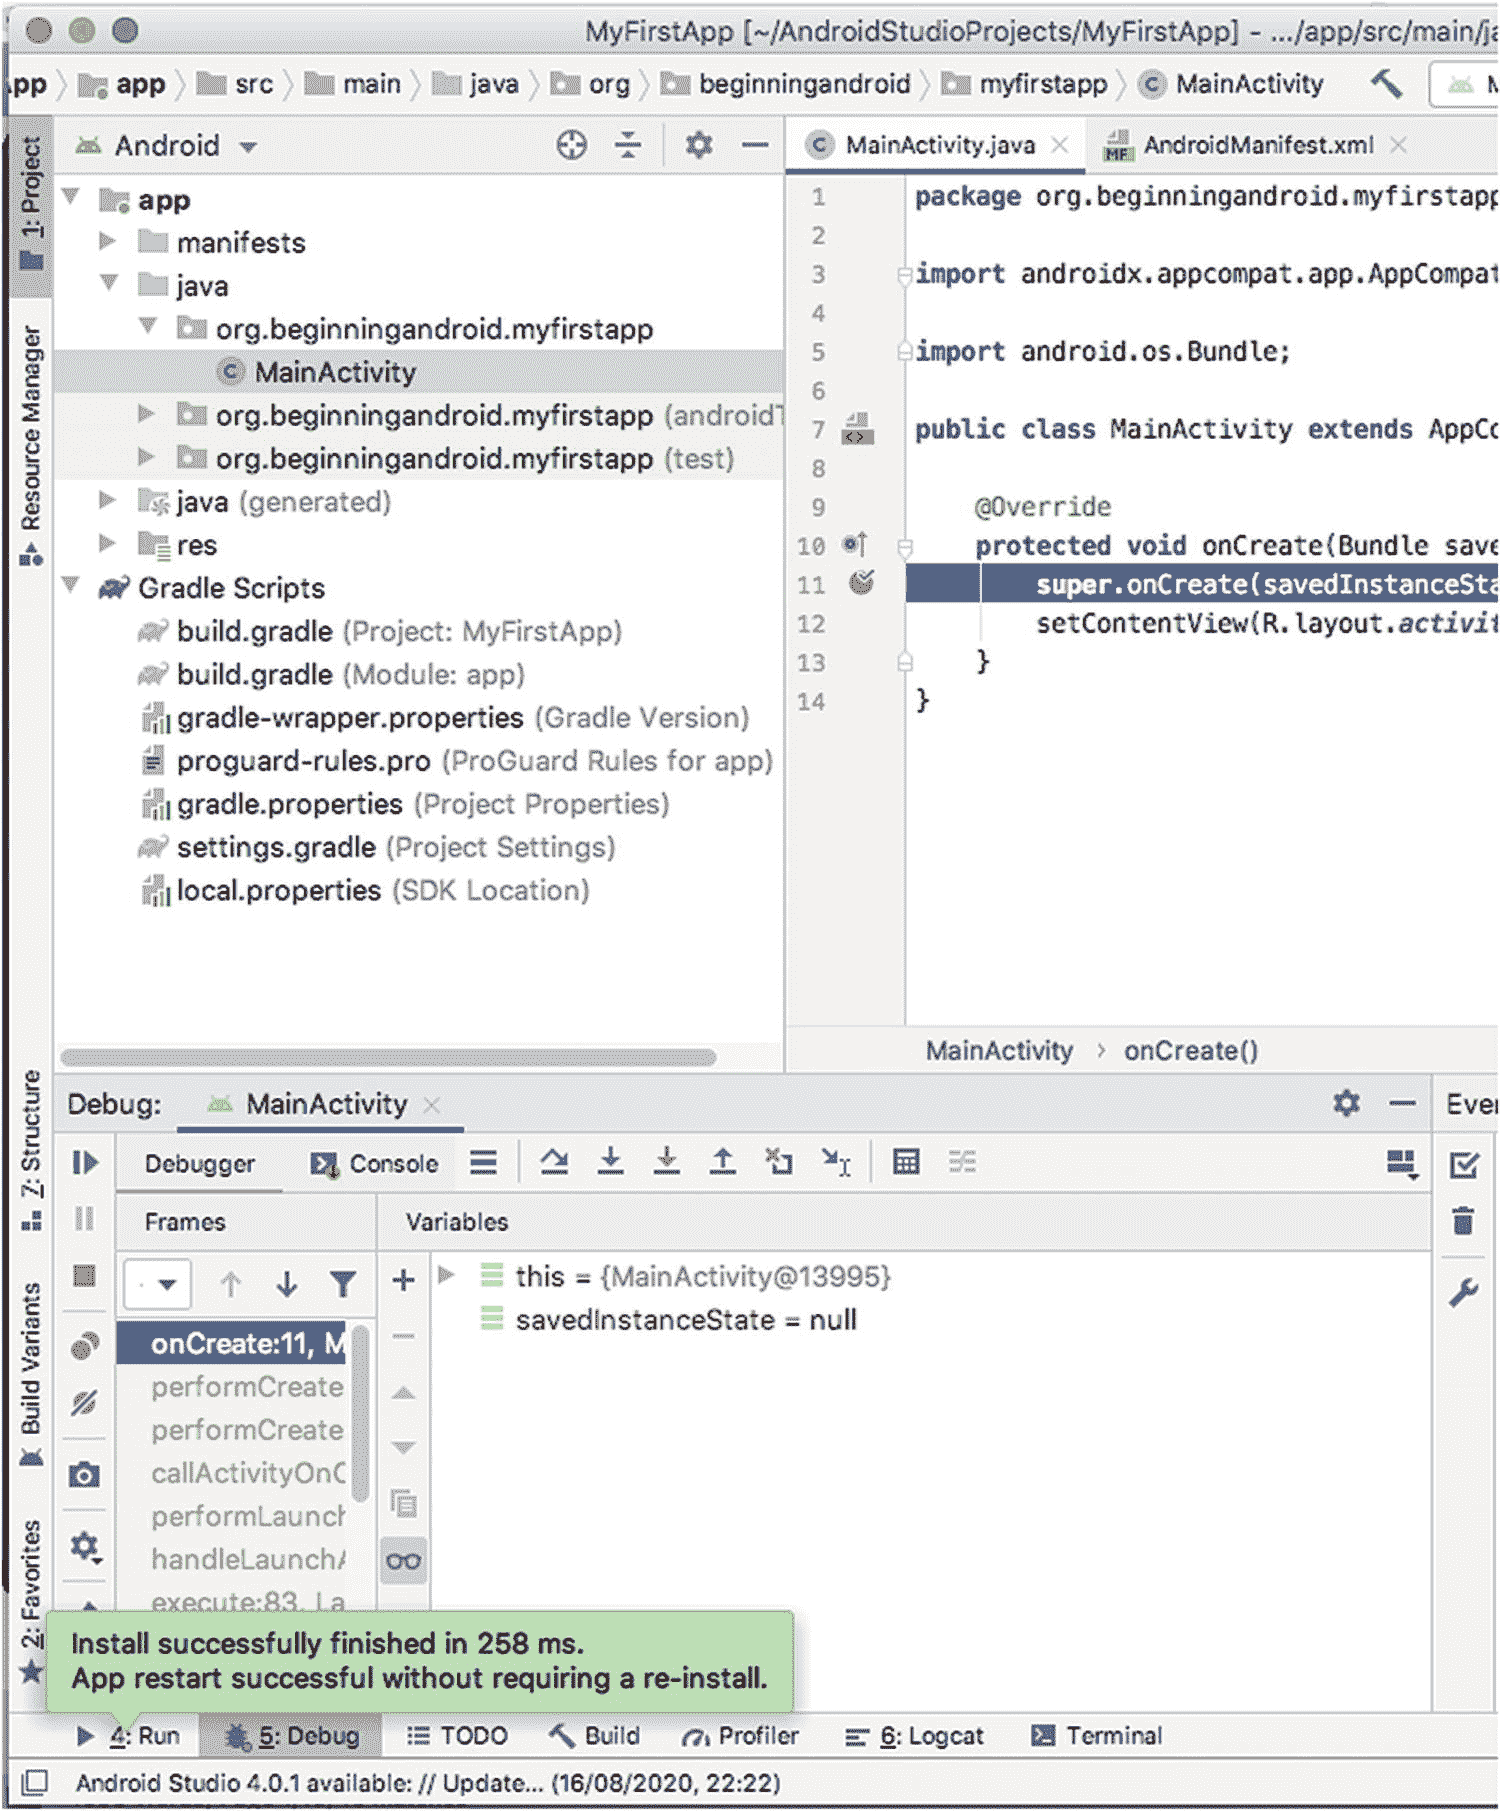 MyFirstApp [~/AndroidStudioProjects/MyFirstApp] - .../app/src/main/ja
App app src main java org beginningandroid myfirstapp MainActivity
1: Project
Resource Manager
7: Structure
Build Variants
2: Favorites
Android
app
manifests
java
org.beginningandroid.myfirstapp
MainActivity
org.beginningandroid.myfirstapp (androidT
org.beginningandroid.myfirstapp (test)
java (generated)
res
Gradle Scripts
build.gradle (Project: MyFirstApp)
build.gradle (Module: app)
gradle-wrapper.properties (Gradle Version)
proguard-rules.pro (ProGuard Rules for app)
gradle.properties (Project Properties)
settings.gradle (Project Settings)
local.properties (SDK Location)
MainActivity.java AndroidManifest.xml
1 package org.beginningandroid.myfirstapp
2
3 import androidx.appcompat.app.AppCompat
4
5 import android.os.Bundle;
6
7 public class MainActivity extends AppCo
8
9 @Override
10 protected void onCreate(Bundle save
11 super.onCreate(savedInstanceSta
12 setContentView(R.layout.activit
13 }
14 }
MainActivity › onCreate()
Debug: MainActivity
Even
Debugger Console
Frames Variables
onCreate:11, M
performCreate
performCreate
callActivityOnC
performLaunch
handleLaunchA
execute:83, La
this = {MainActivity@13995}
savedInstanceState = null
Install successfully finished in 258 ms.
App restart successful without requiring a re-install.
4: Run 5: Debug TODO Build Profiler 6: Logcat Terminal
Android Studio 4.0.1 available: // Update... (16/08/2020, 22:22)